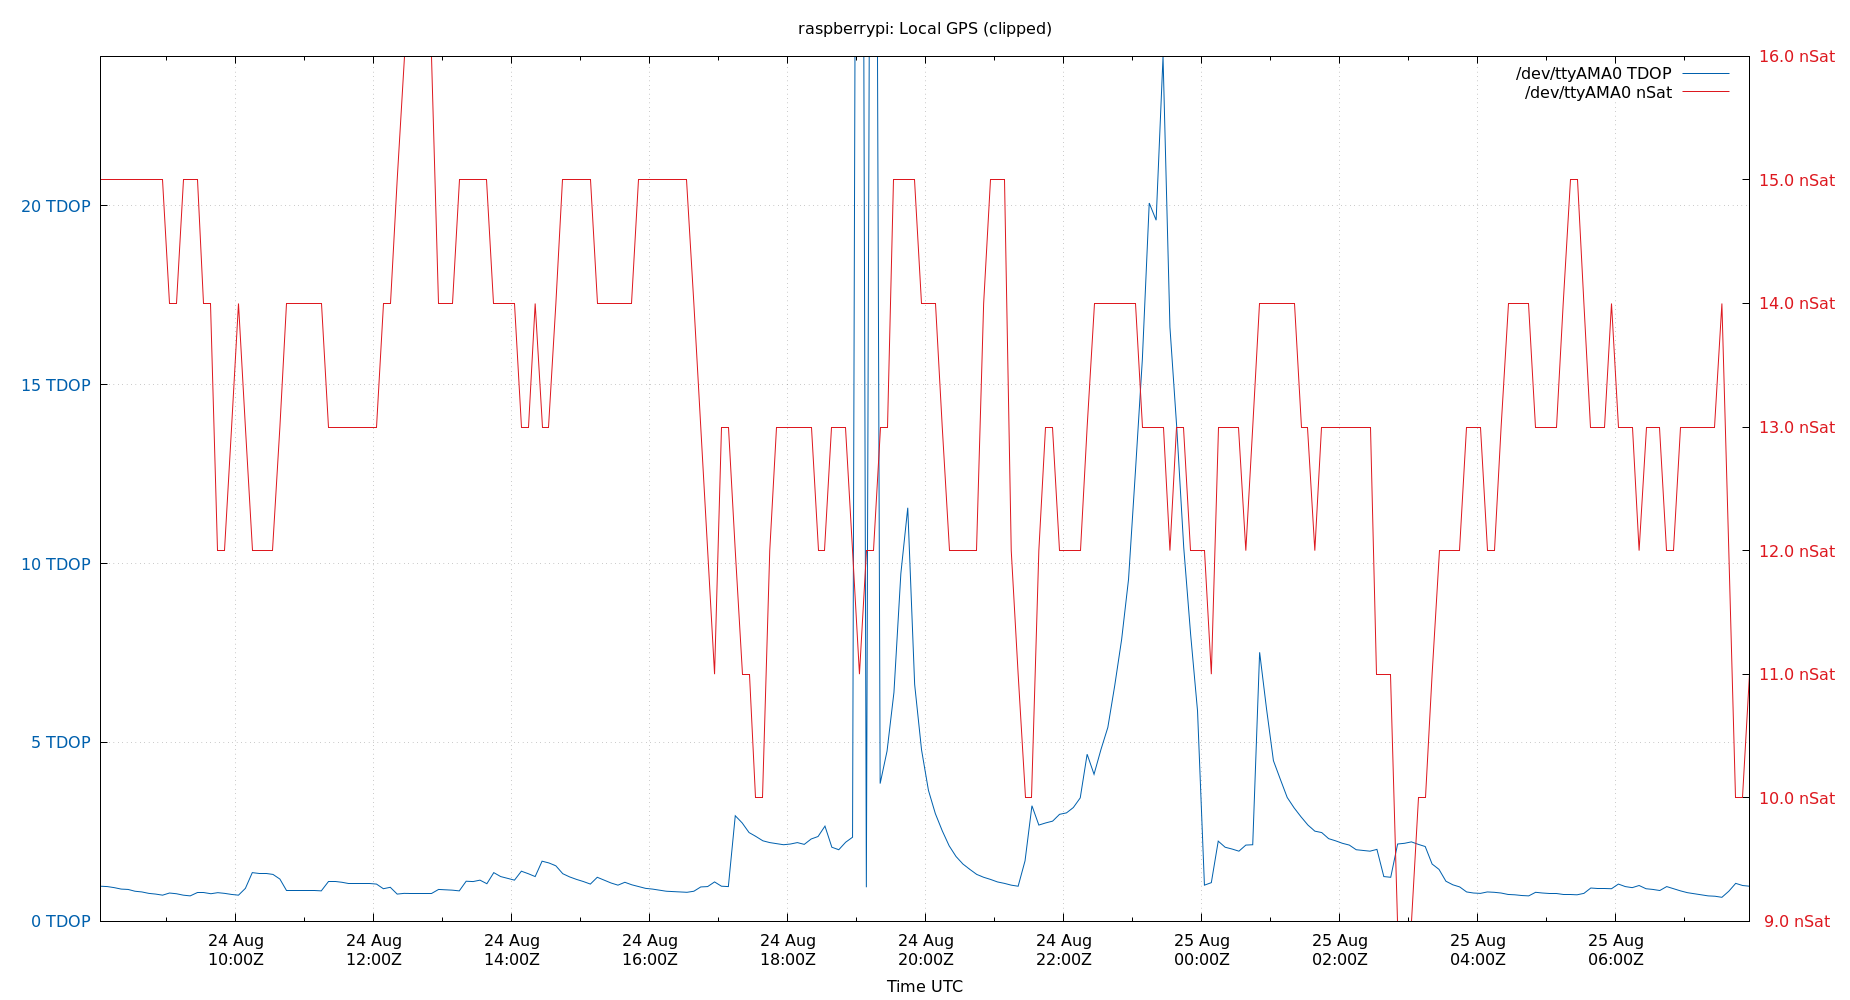 raspberrypi: Local GPS (clipped)
/dev/ttyAMA0 TDOP
/dev/ttyAMA0 nSat
20 TDOP
15 TDOP
10 TDOP
5 TDOP
0 TDOP
16.0 nSat
15.0 nSat
14.0 nSat
13.0 nSat
12.0 nSat
11.0 nSat
10.0 nSat
9.0 nSat
24 Aug
10:00Z
24 Aug
12:00Z
24 Aug
14:00Z
24 Aug
16:00Z
24 Aug
18:00Z
24 Aug
20:00Z
24 Aug
22:00Z
25 Aug
00:00Z
25 Aug
02:00Z
25 Aug
04:00Z
25 Aug
06:00Z
Time UTC